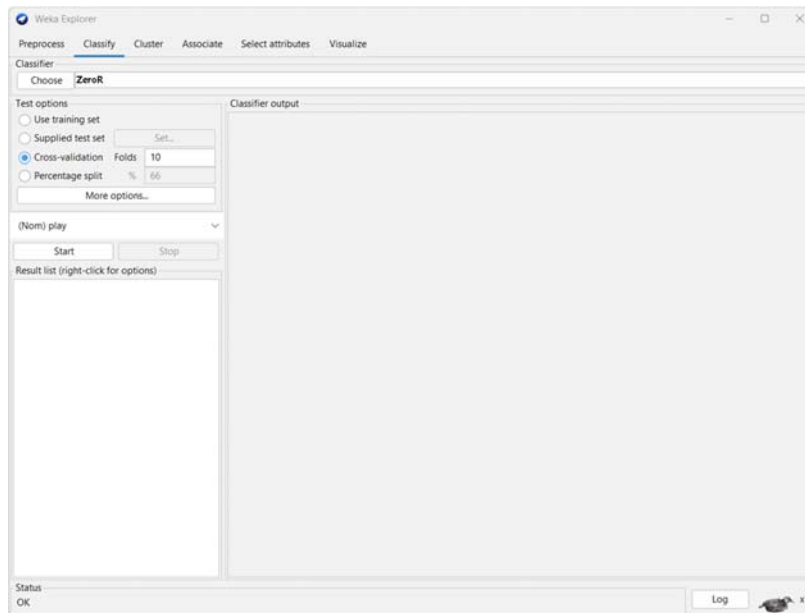 Weka Explorer
Preprocess Classify Cluster Associate Select attributes Visualize
Classifier
Choose ZeroR
Test options
Use training set
Supplied test set Set...
Cross-validation Folds 10
Percentage split % 66
More options...
(Nom) play
Start Stop
Result list (right-click for options)
Classifier output
Status
OK
Log x